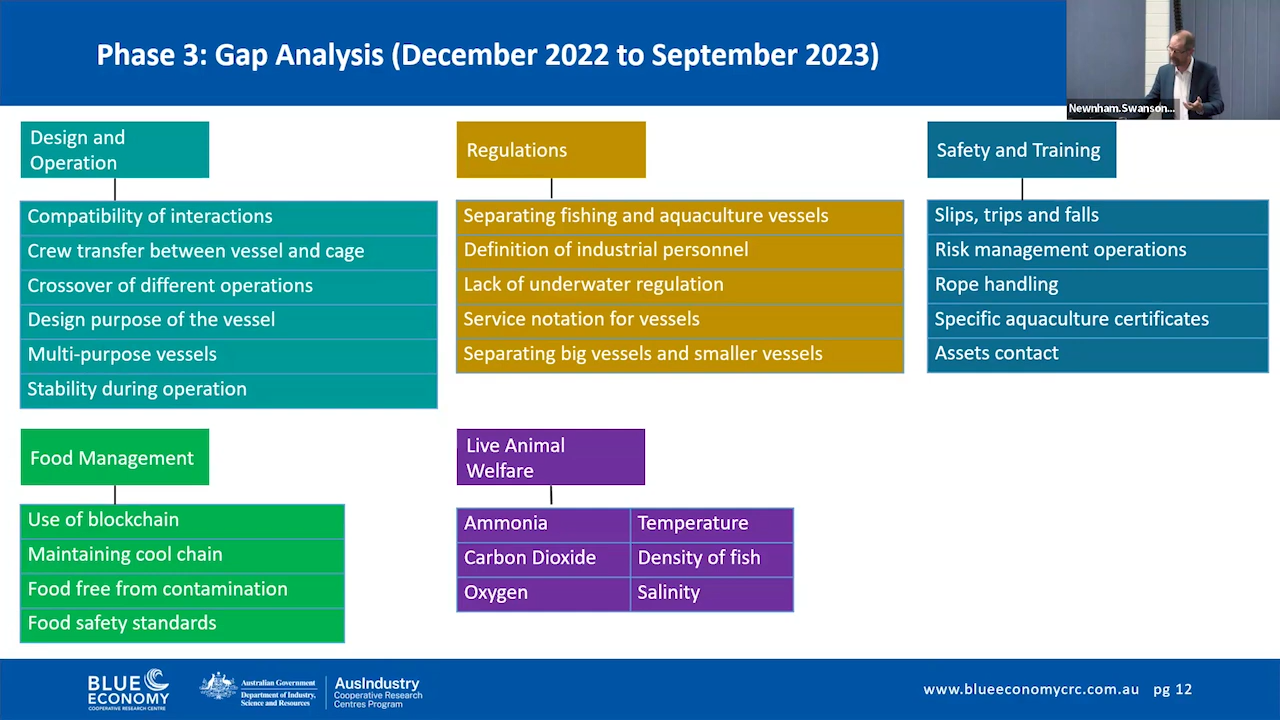 Phase 3: Gap Analysis (December 2022 to September 2023)
Newnham.Swanson...
Design and
Operation
Compatibility of interactions
Crew transfer between vessel and cage
Crossover of different operations
Design purpose of the vessel
Multi-purpose vessels
Stability during operation
Regulations
Separating fishing and aquaculture vessels
Definition of industrial personnel
Lack of underwater regulation
Service notation for vessels
Separating big vessels and smaller vessels
Safety and Training
Slips, trips and falls
Risk management operations
Rope handling
Specific aquaculture certificates
Assets contact
Food Management
Use of blockchain
Maintaining cool chain
Food free from contamination
Food safety standards
Live Animal
Welfare
Ammonia Temperature
Carbon Dioxide Density of fish
Oxygen Salinity
BLUE
ECONOMY
COOPERATIVE RESEARCH CENTRE
Australian Government
Department of Industry,
Science and Resources
AusIndustry
Cooperative Research
Centres Program
www.blueeconomycrc.com.au pg 12